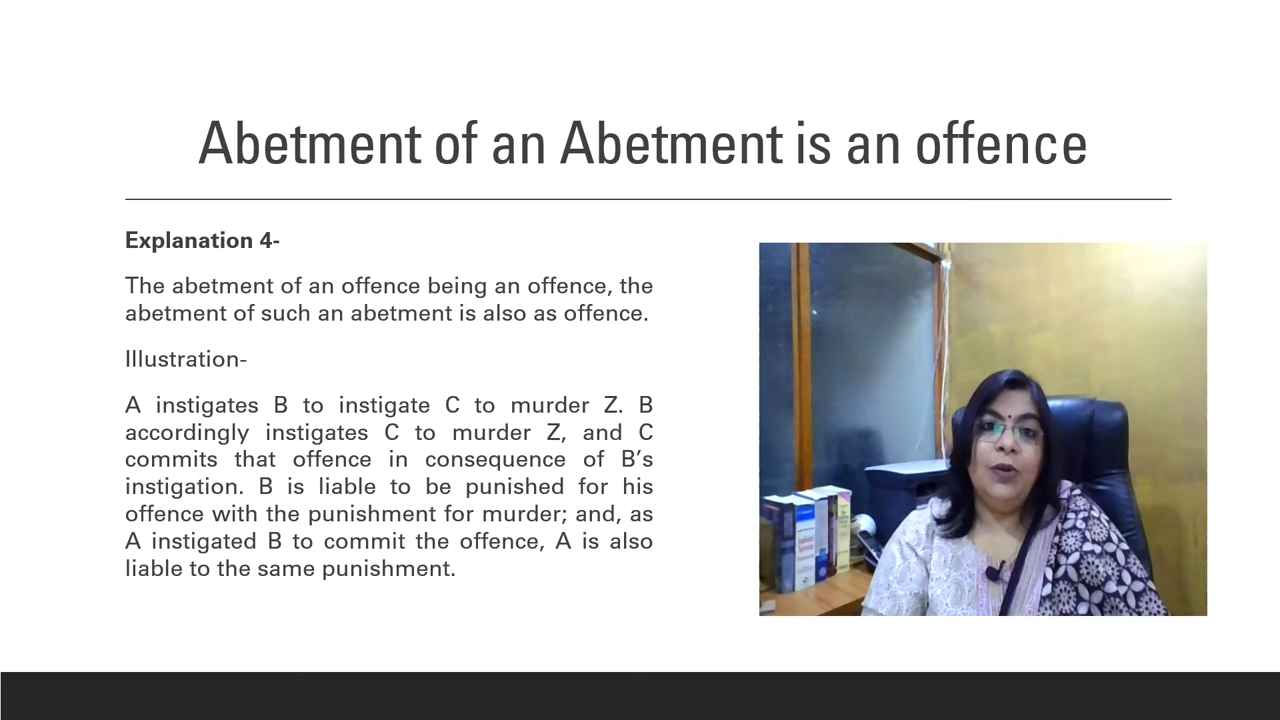 Abetment of an Abetment is an offence
Explanation 4-
The abetment of an offence being an offence, the
abetment of such an abetment is also as offence.
Illustration-
A instigates B to instigate C to murder Z. B
accordingly instigates C to murder Z, and C
commits that offence in consequence of B’s
instigation. B is liable to be punished for his
offence with the punishment for murder; and, as
A instigated B to commit the offence, A is also
liable to the same punishment.